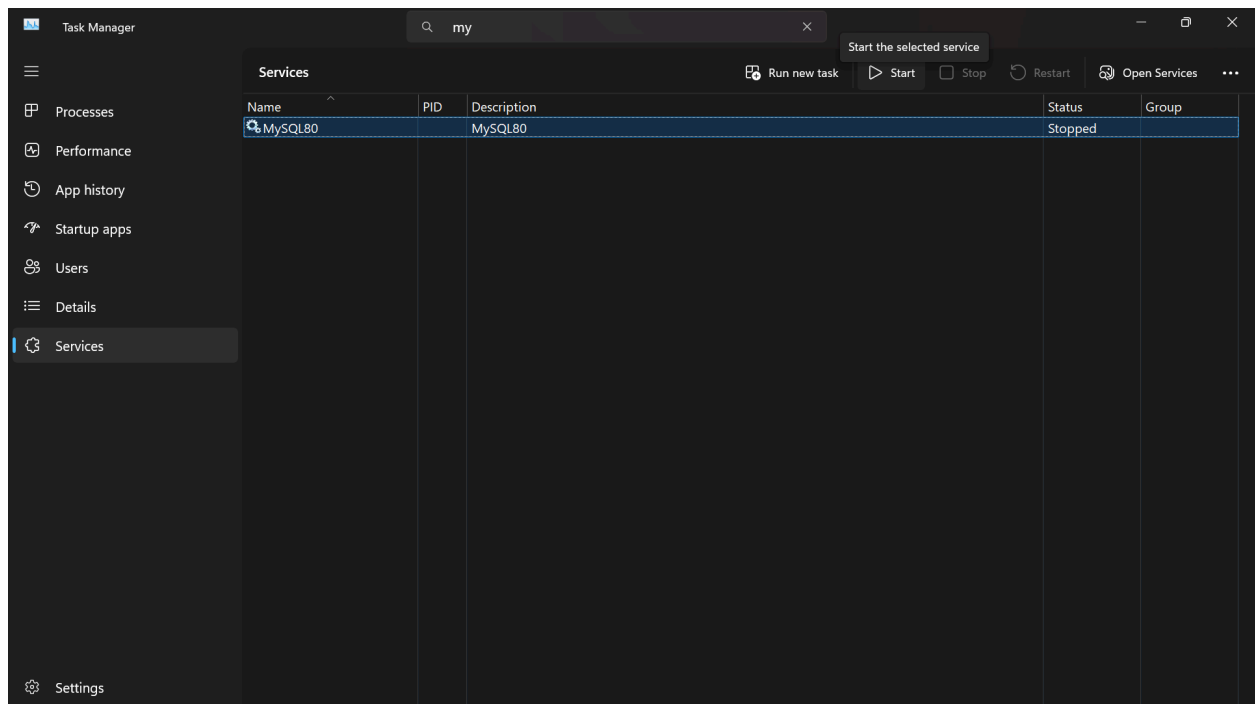 Task Manager
my
Start the selected service
Services
Run new task
Start
Stop
Restart
Open Services
Processes
Performance
App history
Startup apps
Users
Details
Services
Settings
Name PID Description Status Group
MySQL80 MySQL80 Stopped